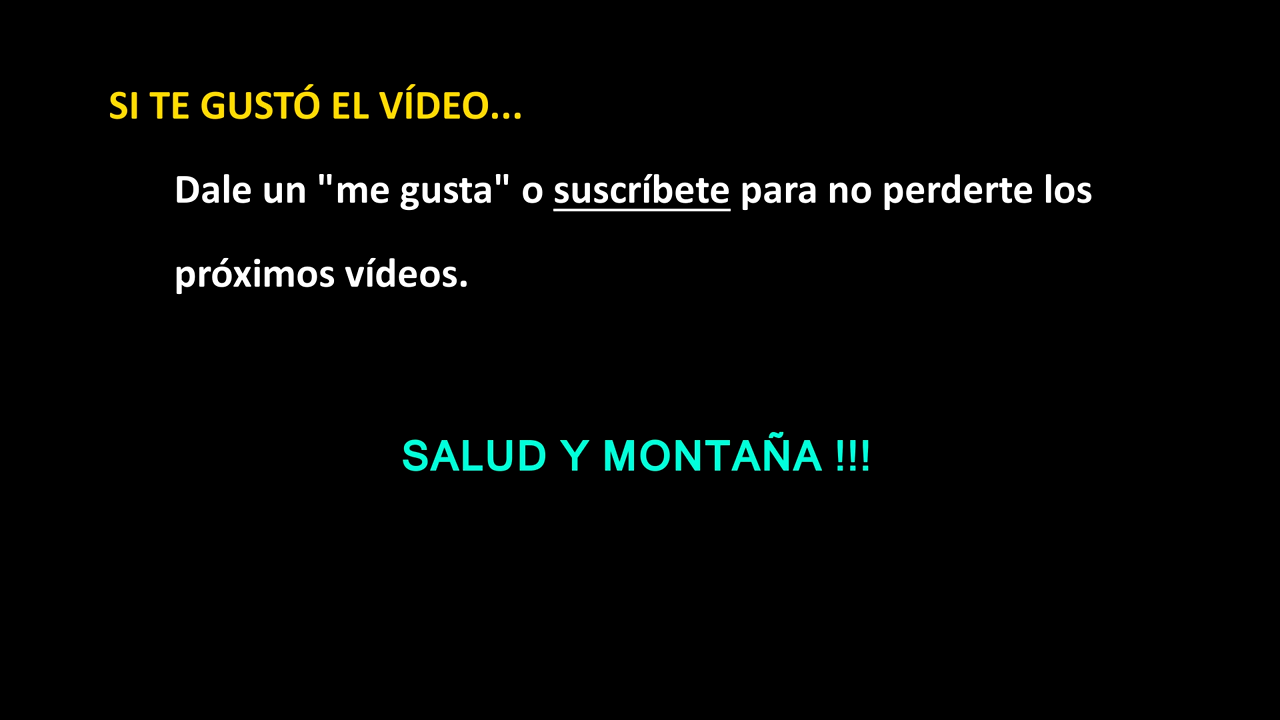 SI TE GUSTÓ EL VÍDEO...
Dale un "me gusta" o suscríbete para no perderte los
próximos vídeos.
SALUD Y MONTAÑA !!!